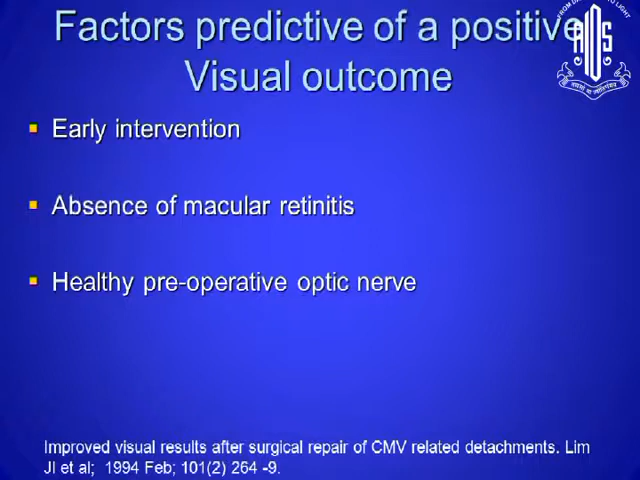 Factors predictive of a positive
Visual outcome
Early intervention
Absence of macular retinitis
Healthy pre-operative optic nerve
Improved visual results after surgical repair of CMV related detachments. Lim
JI et al;  1994 Feb; 101(2) 264 -9.